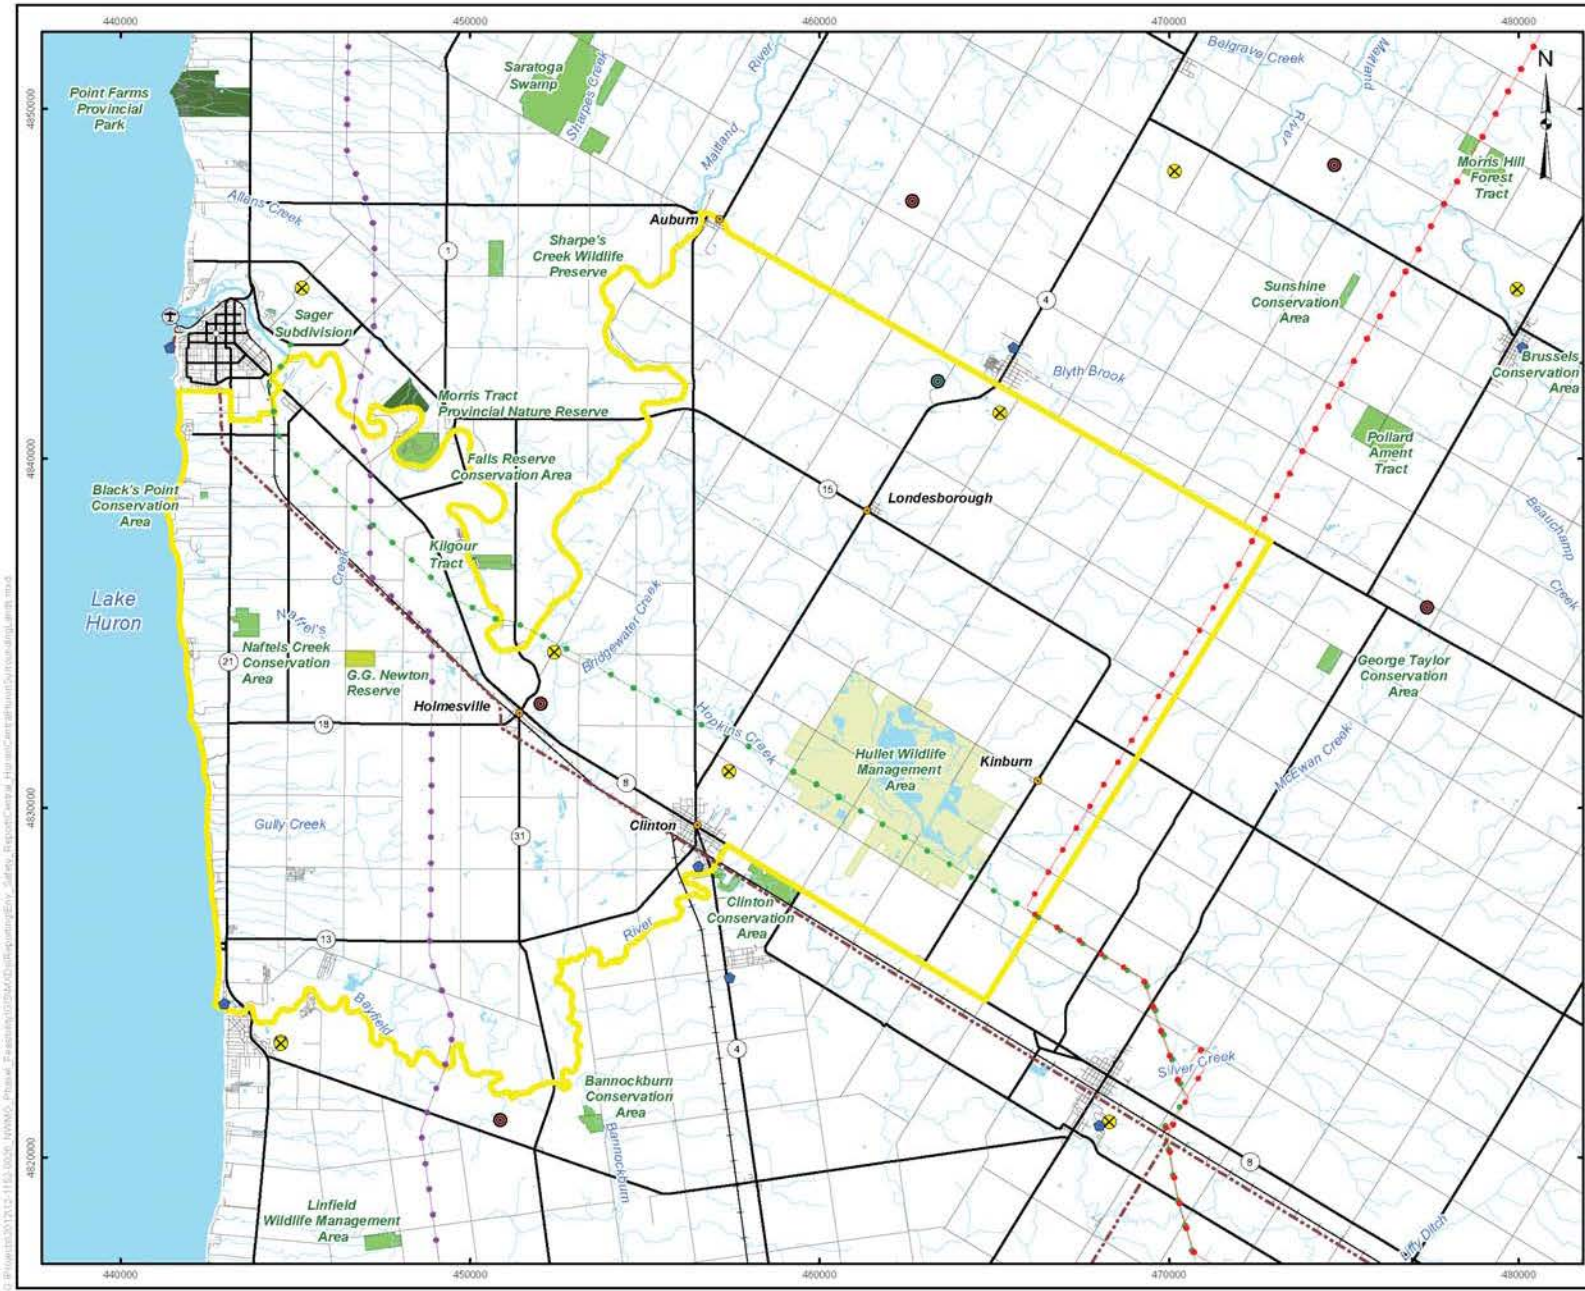 440000
450000
460000
470000
480000
4850000
4840000
4830000
4820000
N
Point Farms
Provincial
Park
Saratoga
Swamp
Sharpes Creek
River
Maitland
Belgrave Creek
Maitland
River
Morris Hill
Forest
Tract
Allans Creek
Auburn
1
Sharpe's
Creek Wildlife
Preserve
4
Sunshine
Conservation
Area
Sager
Subdivision
Blyth Brook
Brussels
Conservation
Area
Morris Tract
Provincial Nature Reserve
Pollard
Ament
Tract
Falls Reserve
Conservation Area
15
Londesborough
Black's Point
Conservation
Area
Beauchamp
Creek
Kilgour
Tract
Lake
Huron
Creek
Naftel's
Bridgewater Creek
Naftels Creek
Conservation
Area
21
G.G. Newton
Reserve
George Taylor
Conservation
Area
Holmesville
18
Hopkins Creek
Hullet Wildlife
Management
Area
Kinburn
McEwan Creek
8
Gully Creek
31
Clinton
Clinton
Conservation
Area
River
13
Bayfield
4
Silver Creek
Bannockburn
Conservation
Area
Bannockburn
8
Linfield
Wildlife Management
Area
Liffy Ditch
440000
450000
460000
470000
480000